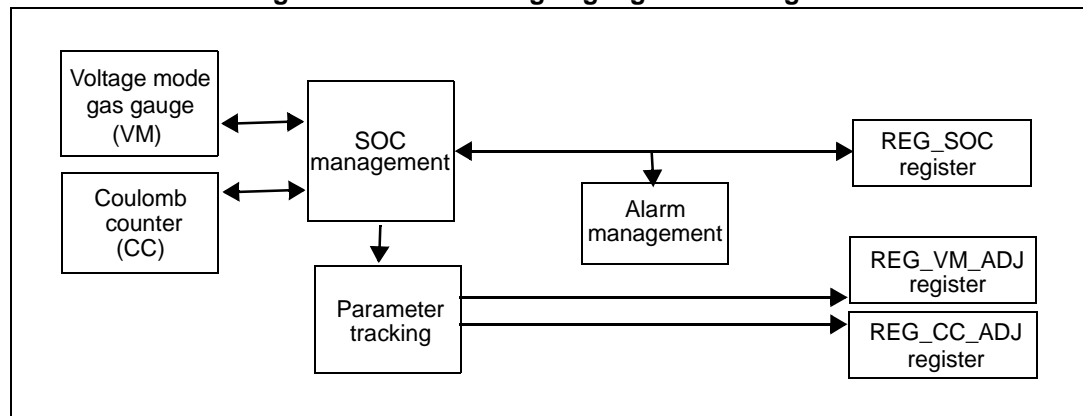 Voltage mode
gas gauge
(VM)
Coulomb
counter
(CC)
SOC
management
Parameter
tracking
Alarm
management
REG_SOC
register
REG_VM_ADJ
register
REG_CC_ADJ
register